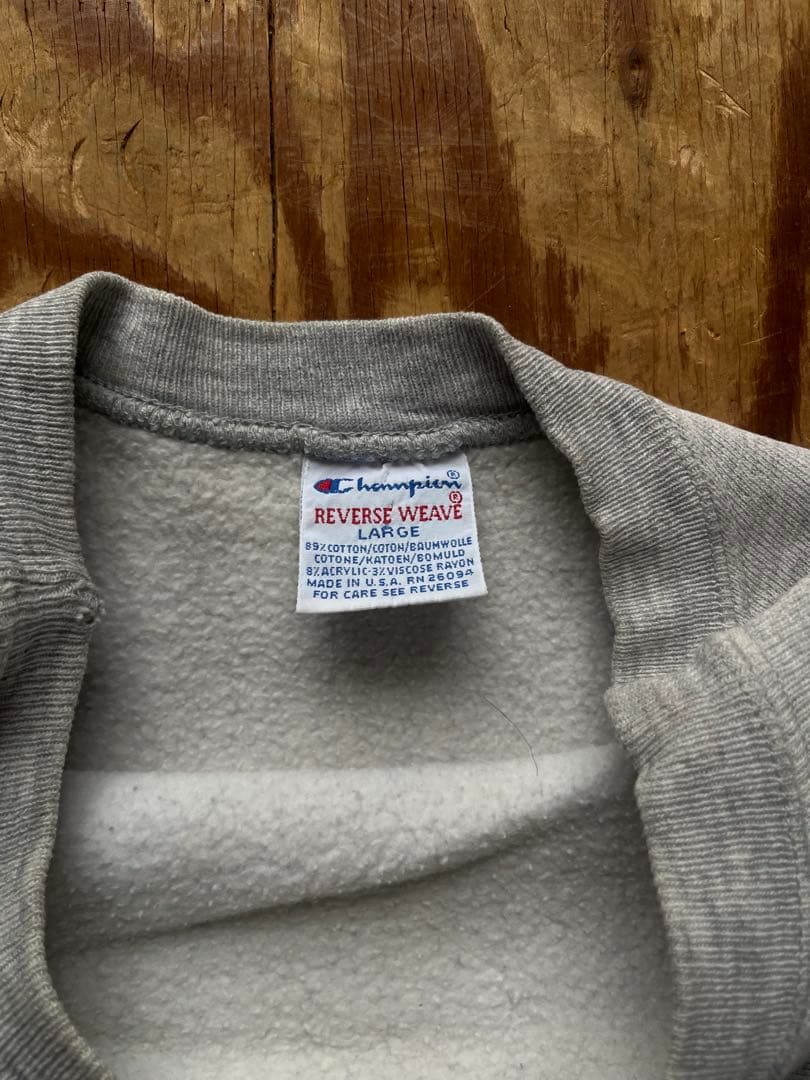 Champion®
REVERSE WEAVE®
LARGE
89%COTTON/COTON/BAUMWOLLE
COTONE/KATOEN/BOMULD
8%ACRYLIC-3%VISCOSE RAYON
MADE IN U.S.A. RN 26094
FOR CARE SEE REVERSE